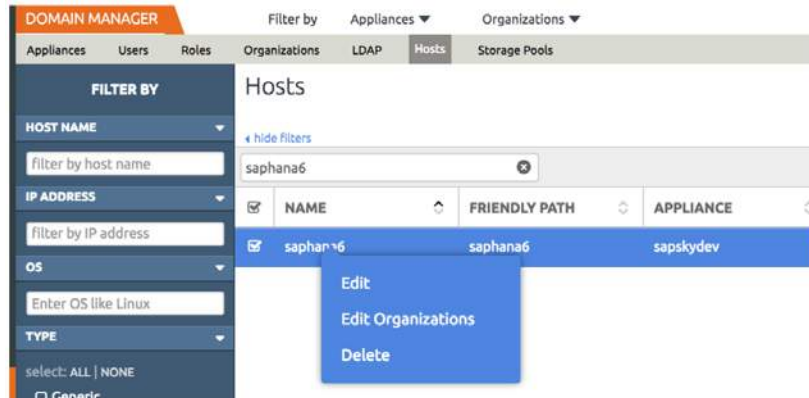 DOMAIN MANAGER Filter by Appliances ▼ Organizations ▼
Appliances Users Roles Organizations LDAP Hosts Storage Pools
FILTER BY
HOST NAME
filter by host name
IP ADDRESS
filter by IP address
OS
Enter OS like Linux
TYPE
select: ALL | NONE
Generic
Hosts
hide filters
saphana6
NAME FRIENDLY PATH APPLIANCE
saphana6 saphana6 sapskydev
Edit
Edit Organizations
Delete